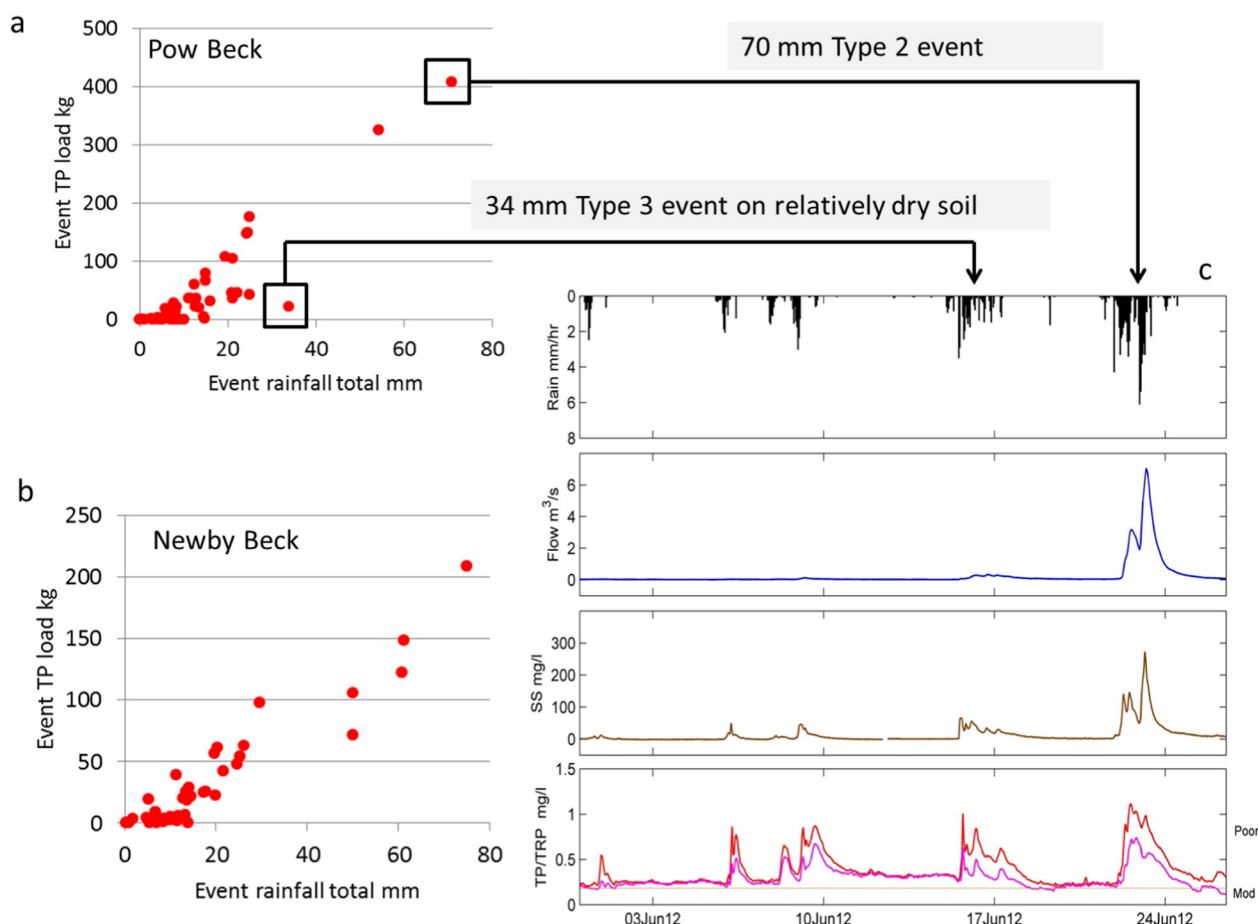 a
Pow Beck
Event TP load kg
500
400
300
200
100
0
0 20 40 60 80
Event rainfall total mm
70 mm Type 2 event
34 mm Type 3 event on relatively dry soil
b
Newby Beck
Event TP load kg
250
200
150
100
50
0
0 20 40 60 80
Event rainfall total mm
c
Rain mm/hr
0
2
4
6
8
Flow m³/s
6
4
2
0
SS mg/l
300
200
100
0
TP/TRP mg/l
1.5
1
0.5
0
Poor
Mod
03Jun12 10Jun12 17Jun12 24Jun12